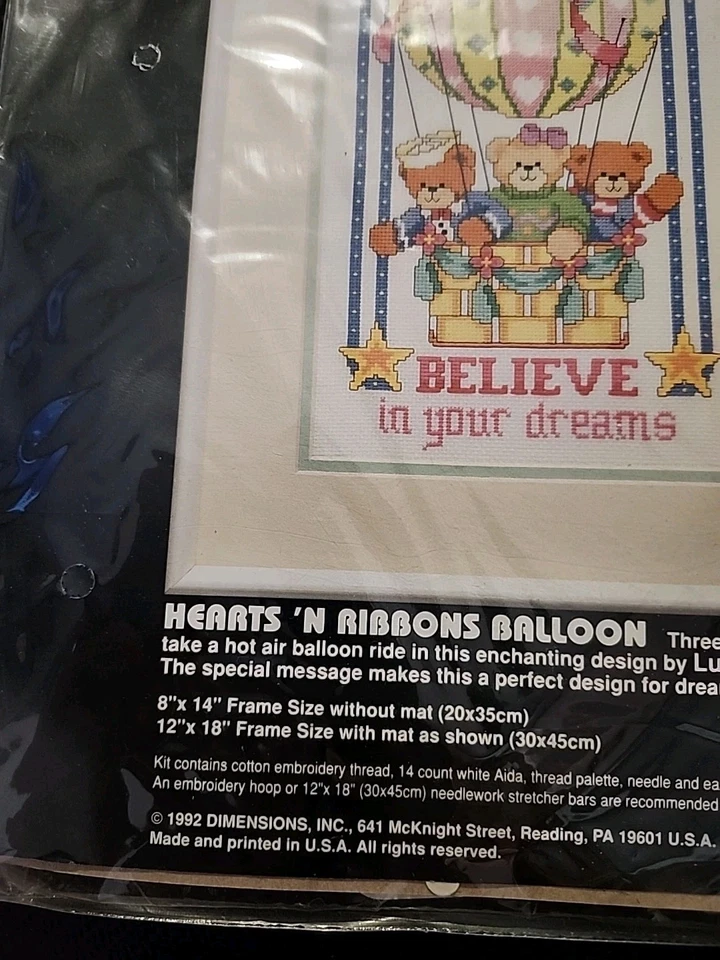 BELIEVE
in your dreams
HEARTS 'N RIBBONS BALLOON Three
take a hot air balloon ride in this enchanting design by Lu
The special message makes this a perfect design for drea
8"x 14" Frame Size without mat (20x35cm)
12"x 18" Frame Size with mat as shown (30x45cm)
Kit contains cotton embroidery thread, 14 count white Aida, thread palette, needle and ea
An embroidery hoop or 12"x 18" (30x45cm) needlework stretcher bars are recommended
© 1992 DIMENSIONS, INC., 641 McKnight Street, Reading, PA 19601 U.S.A.
Made and printed in U.S.A. All rights reserved.